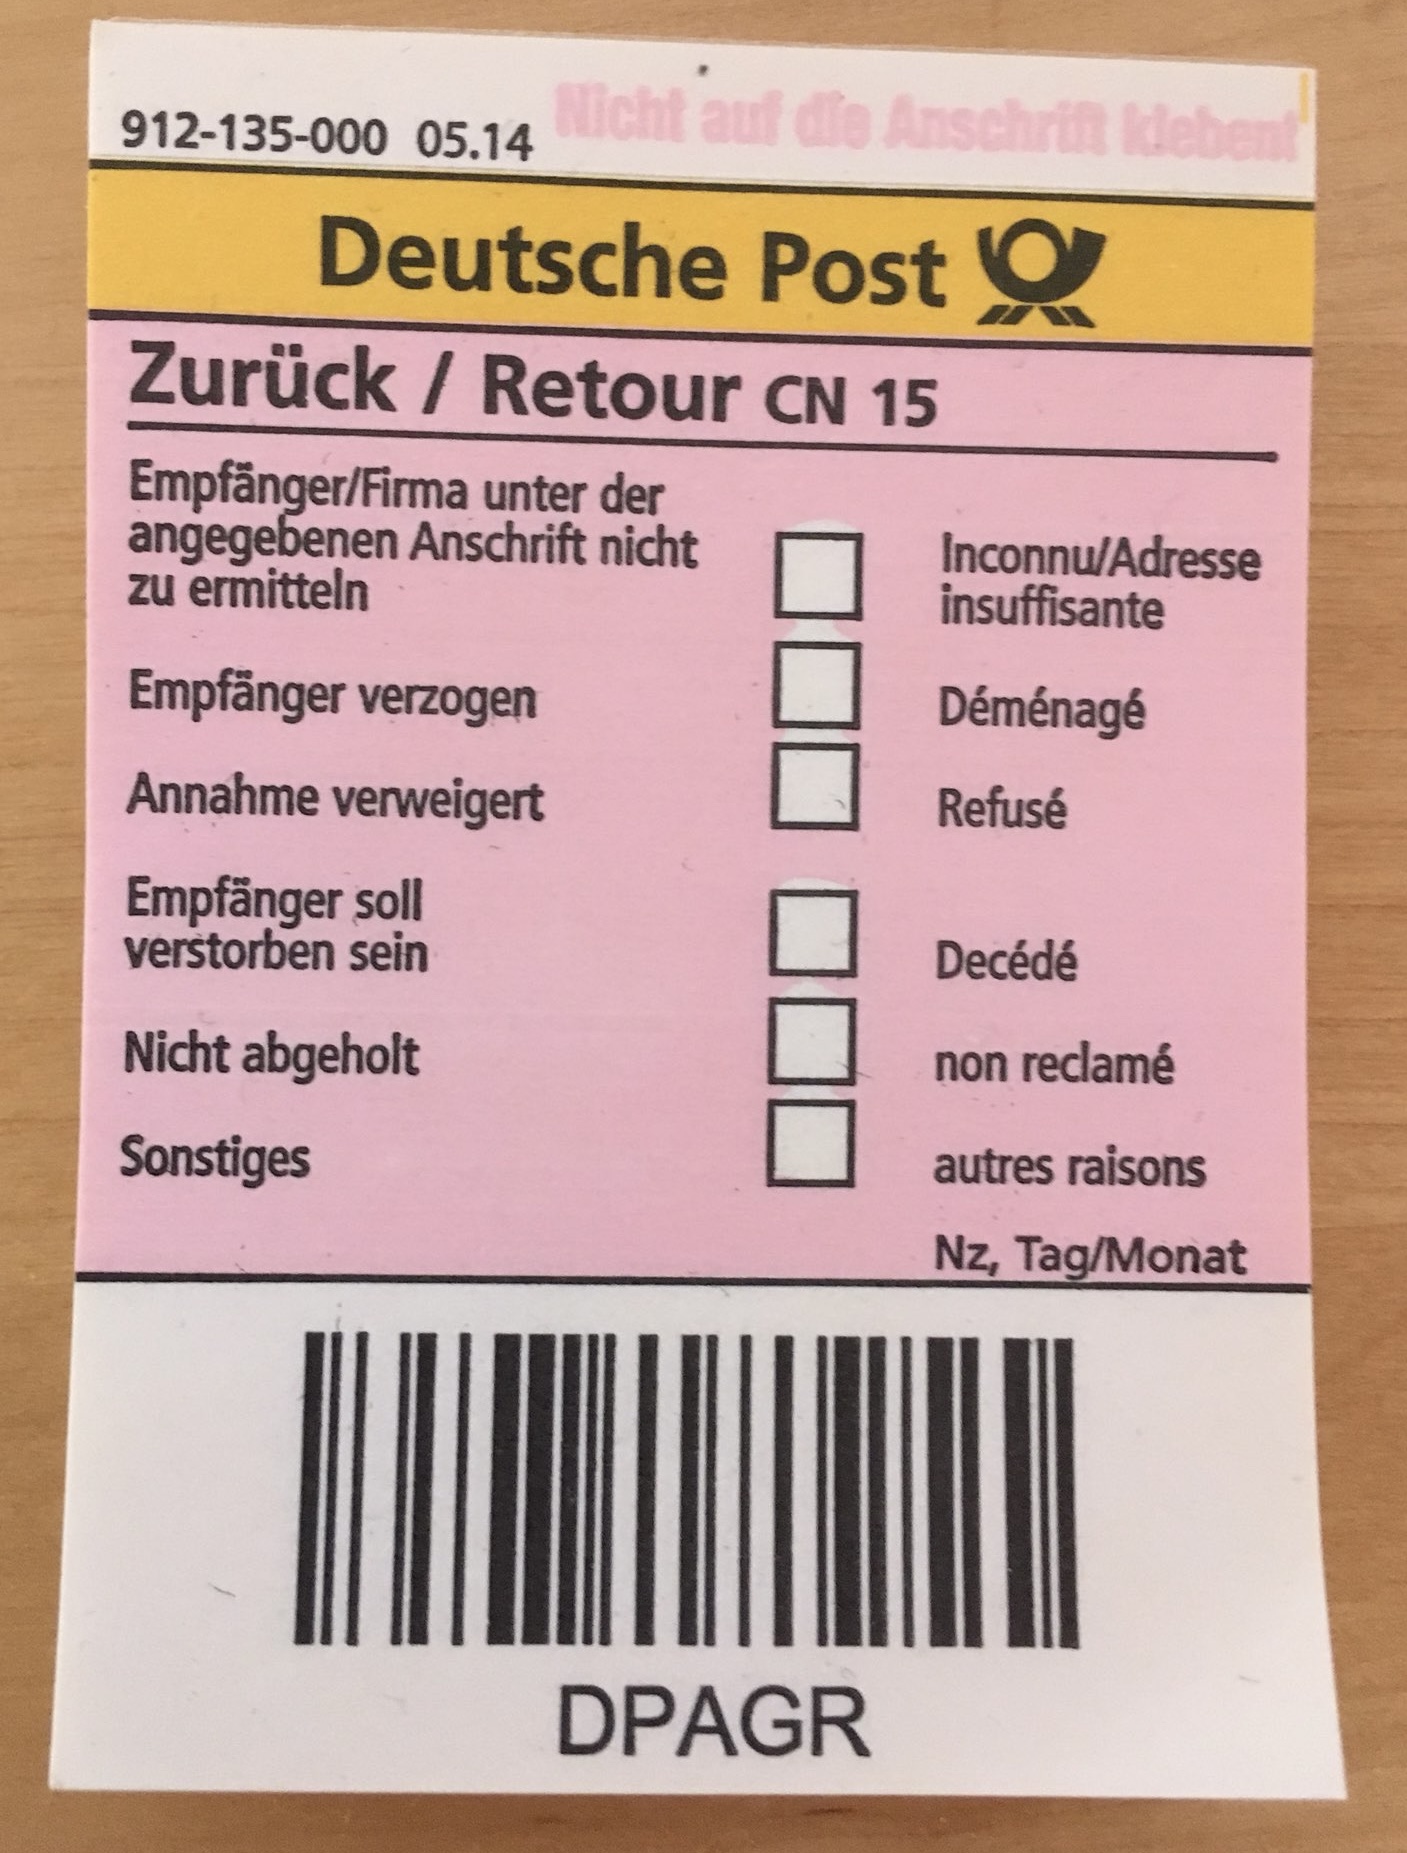 912-135-000 05.14 Nicht auf die Anschrift kleben!
Deutsche Post
Zurück / Retour CN 15
Empfänger/Firma unter der
angegebenen Anschrift nicht
zu ermitteln
Inconnu/Adresse
insuffisante
Empfänger verzogen
Déménagé
Annahme verweigert
Refusé
Empfänger soll
verstorben sein
Decédé
Nicht abgeholt
non reclamé
Sonstiges
autres raisons
Nz, Tag/Monat
DPAGR